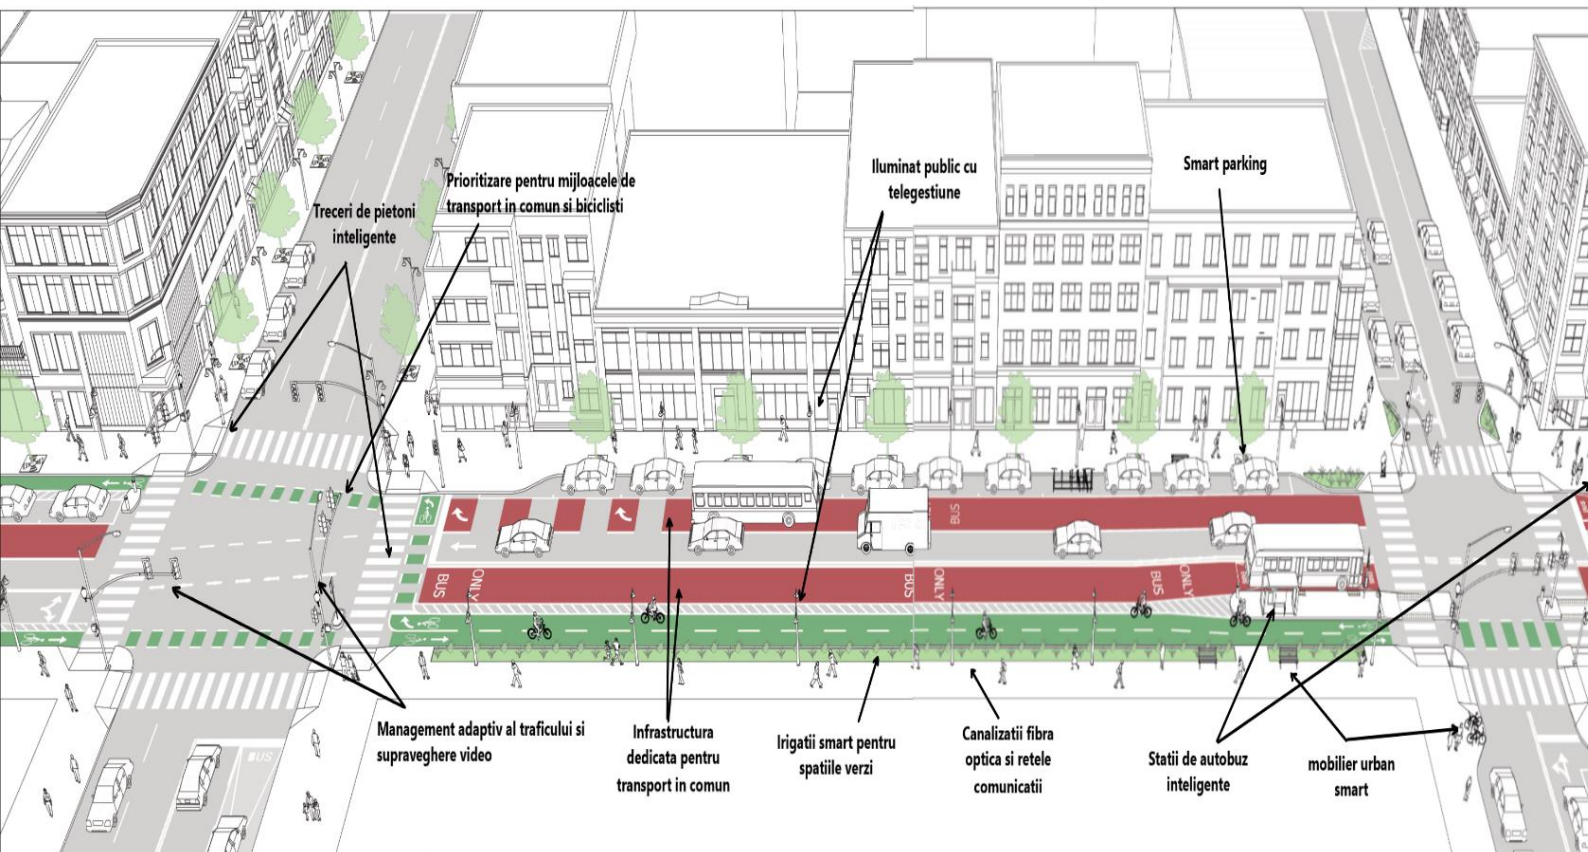 Treceri de pietoni
inteligente
Prioritizare pentru mijloacele de
transport in comun si biciclisti
Iluminat public cu
telegestiune
Smart parking
BUS
BUS
ONLY
BUS
ONLY
BUS
ONLY
BUS
Management adaptiv al traficului si
supraveghere video
Infrastructura
dedicata pentru
transport in comun
Irigatii smart pentru
spatiile verzi
Canalizatii fibra
optica si retele
comunicatii
Statii de autobuz
inteligente
mobilier urban
smart